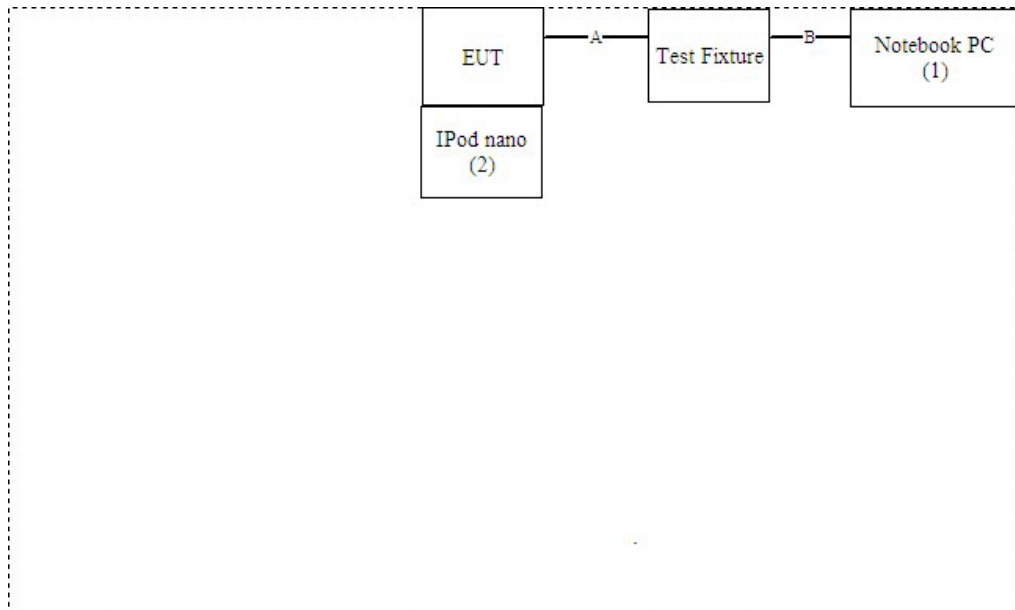 EUT
A
Test Fixture
B
Notebook PC
(1)
IPod nano
(2)